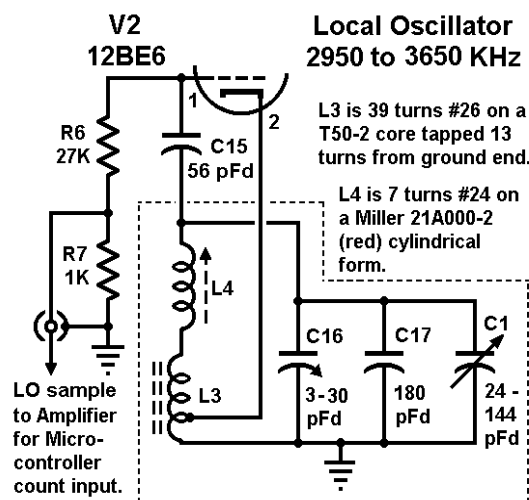 V2
12BE6
Local Oscillator
2950 to 3650 KHz
1
2
L3 is 39 turns #26 on a
T50-2 core tapped 13
turns from ground end.
L4 is 7 turns #24 on
a Miller 21A000-2
(red) cylindrical
form.
R6
27K
C15
56 pFd
R7
1K
L4
L3
C16
3-30
pFd
C17
180
pFd
C1
24 -
144
pFd
LO sample
to Amplifier
for Micro-
controller
count input.